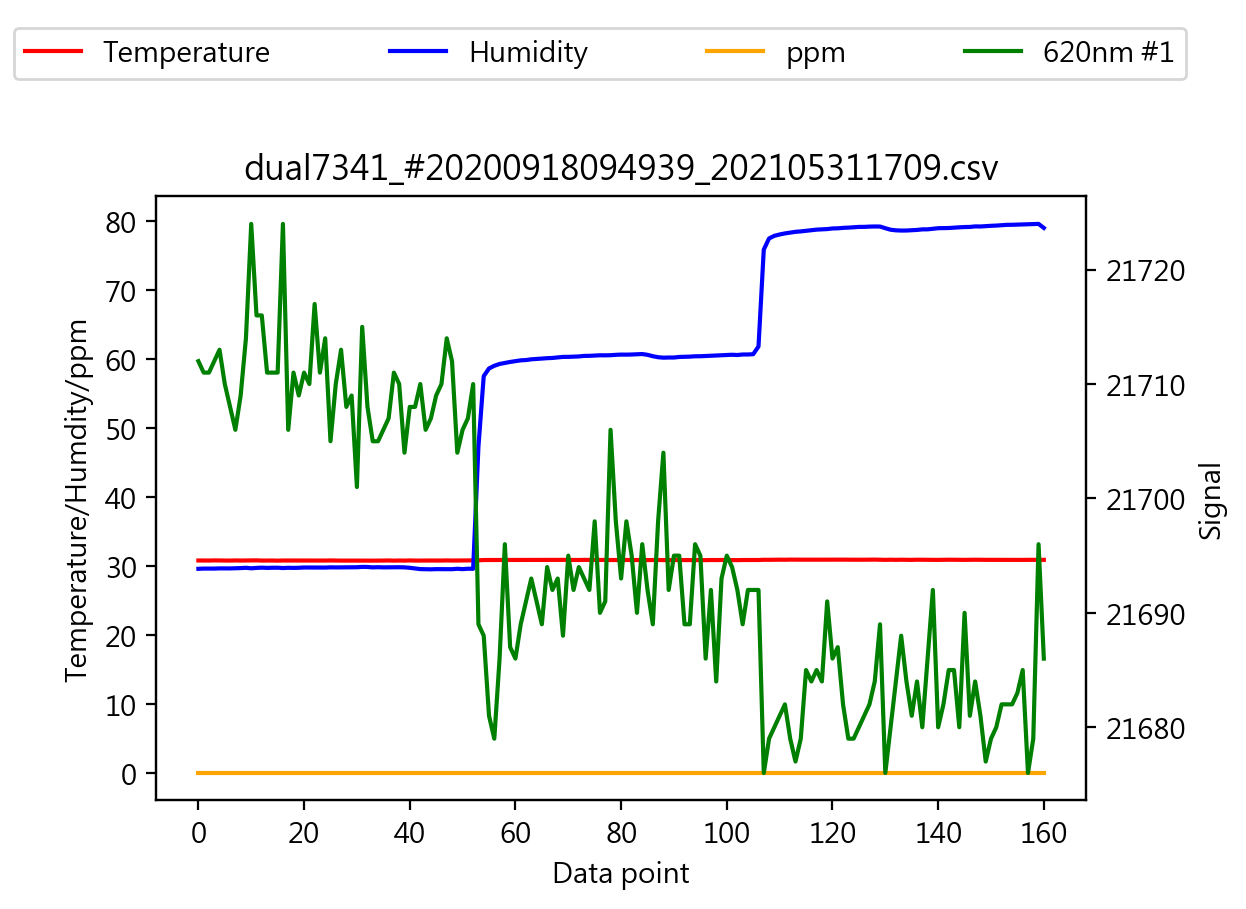 Temperature Humidity ppm 620nm #1
dual7341_#20200918094939_202105311709.csv
Temperature/Humdity/ppm
80
70
60
50
40
30
20
10
0
21720
21710
21700
21690
21680
Signal
0 20 40 60 80 100 120 140 160
Data point